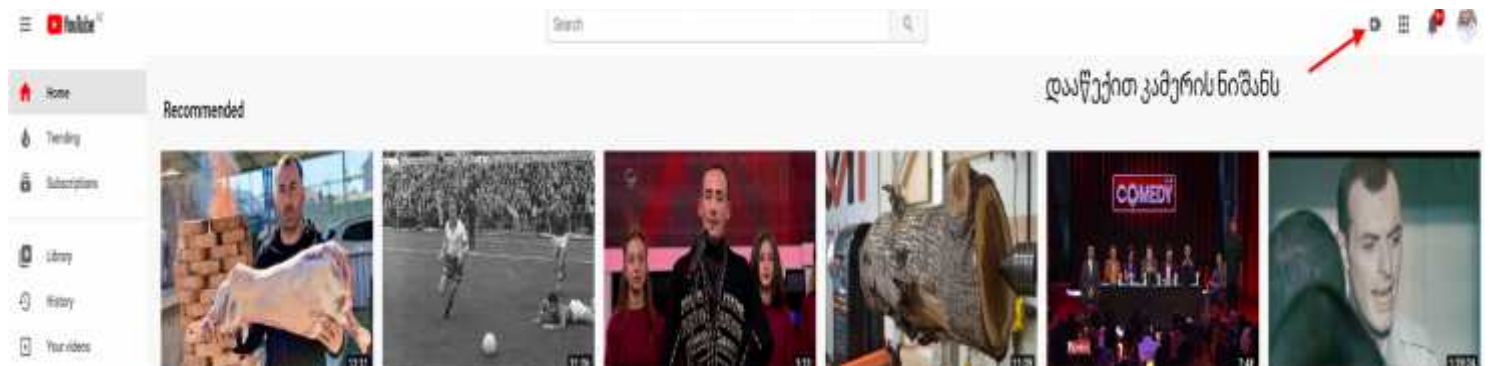 YouTube
Search
დააწექით კამერის ნიშანს
Home
Recommended
Trending
Subscriptions
COMEDY
Library
History
Your videos